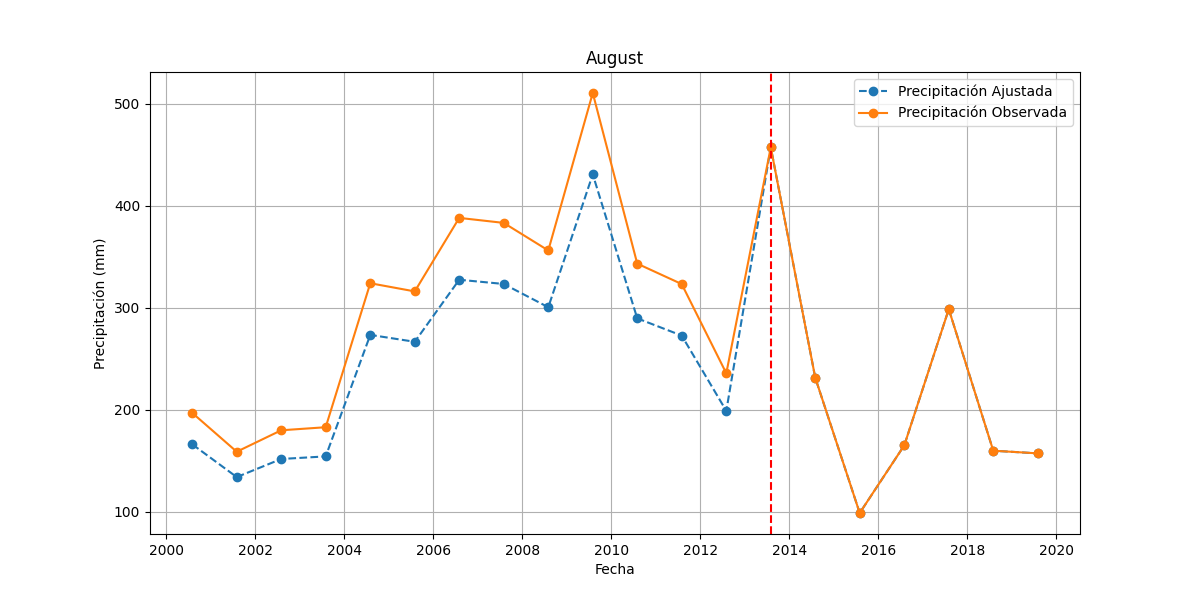 August
Precipitación Ajustada
Precipitación Observada
500
400
300
200
100
Precipitación (mm)
2000 2002 2004 2006 2008 2010 2012 2014 2016 2018 2020
Fecha